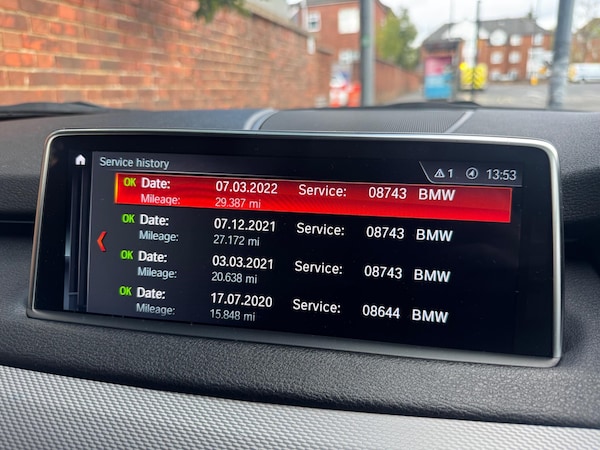 Service history
1 13:53
OK Date: 07.03.2022 Service: 08743 BMW
Mileage: 29.387 mi
OK Date: 07.12.2021 Service: 08743 BMW
Mileage: 27.172 mi
OK Date: 03.03.2021 Service: 08743 BMW
Mileage: 20.638 mi
OK Date: 17.07.2020 Service: 08644 BMW
Mileage: 15.848 mi